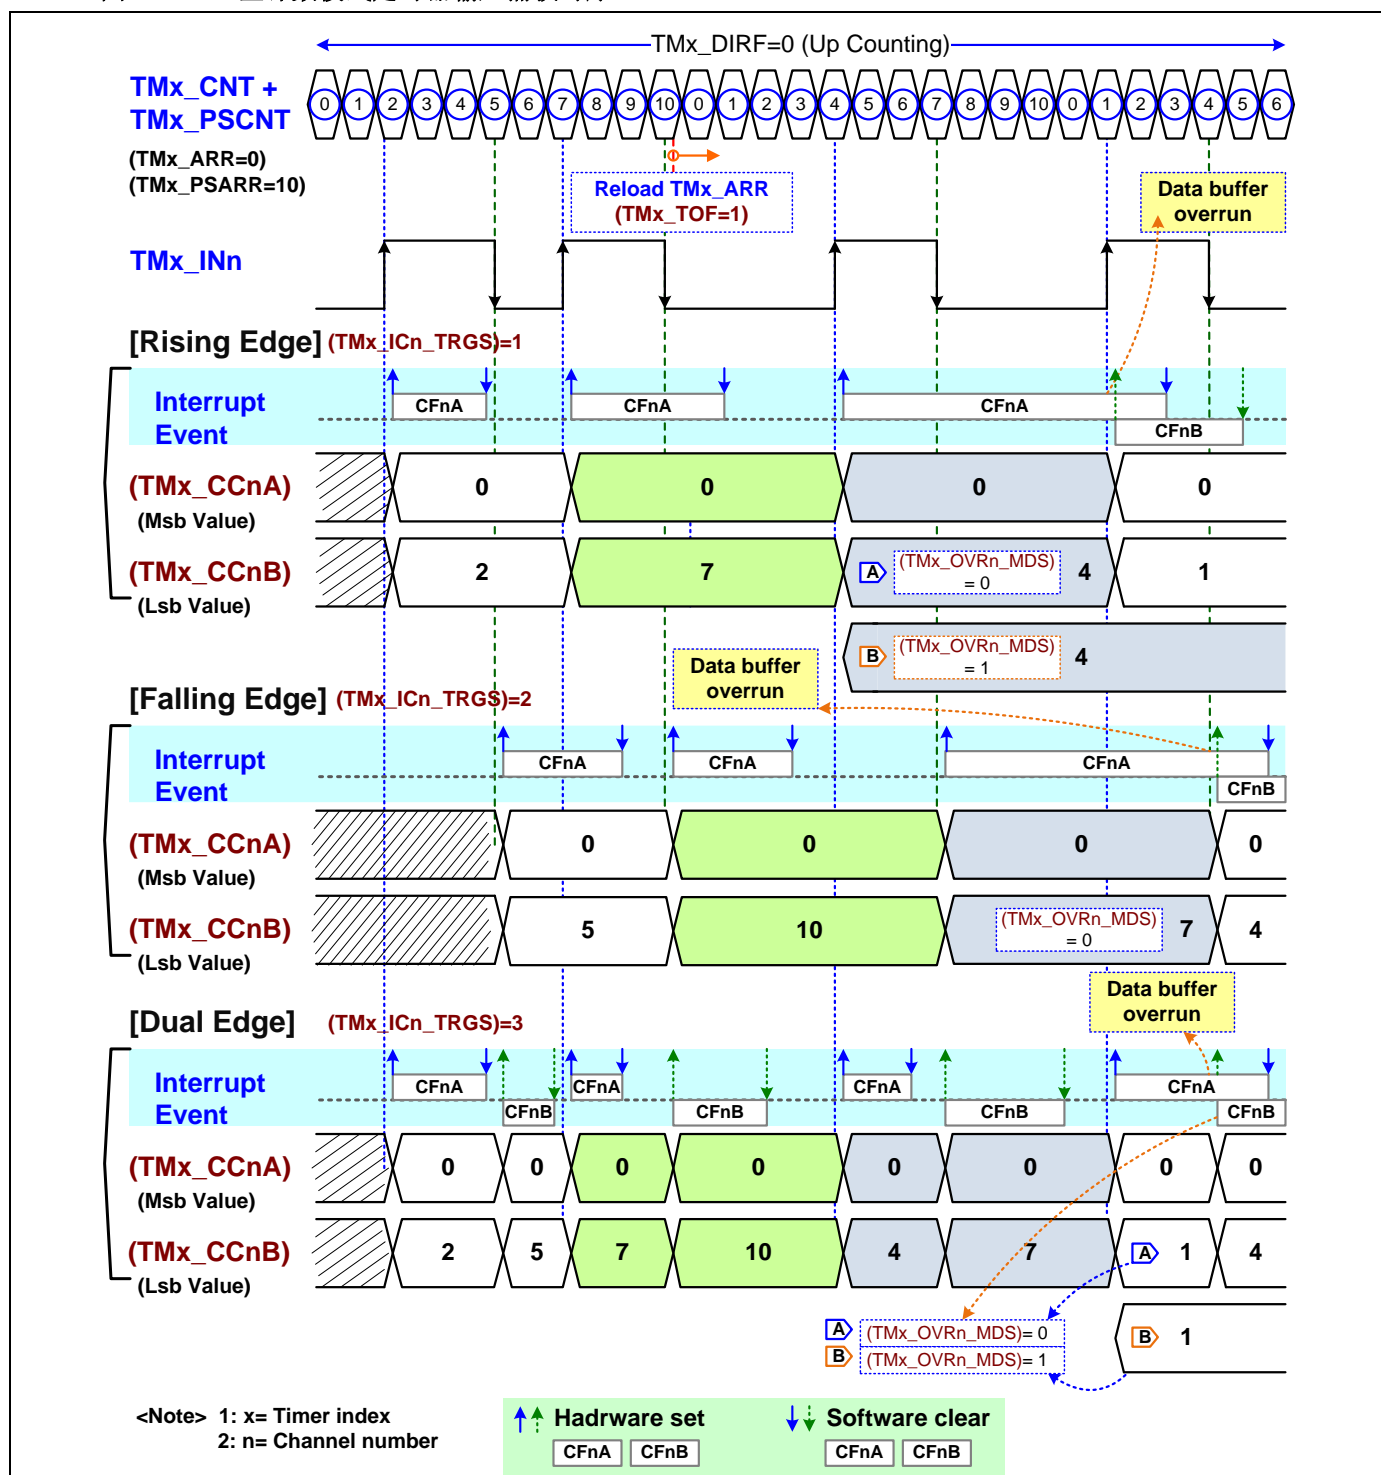 TMx_DIRF=0 (Up Counting)
TMx_CNT +
TMx_PSCNT
0 1 2 3 4 5 6 7 8 9 10 0 1 2 3 4 5 6 7 8 9 10 0 1 2 3 4 5 6
(TMx_ARR=0)
(TMx_PSARR=10)
Reload TMx_ARR
(TMx_TOF=1)
Data buffer
overrun
TMx_INn
[Rising Edge] (TMx_ICn_TRGS)=1
Interrupt
Event
CFnA CFnA CFnA
CFnB
(TMx_CCnA)
(Msb Value)
0 0 0 0
(TMx_CCnB)
(Lsb Value)
2 7 A (TMx_OVRn_MDS)
= 0
4 1
B (TMx_OVRn_MDS)
= 1
4
Data buffer
overrun
[Falling Edge] (TMx_ICn_TRGS)=2
Interrupt
Event
CFnA CFnA CFnA
CFnB
(TMx_CCnA)
(Msb Value)
0 0 0 0
(TMx_CCnB)
(Lsb Value)
5 10 (TMx_OVRn_MDS)
= 0
7 4
Data buffer
overrun
[Dual Edge] (TMx_ICn_TRGS)=3
Interrupt
Event
CFnA CFnA CFnA CFnA
CFnB CFnB CFnB CFnB
(TMx_CCnA)
(Msb Value)
0 0 0 0 0 0 0 0
(TMx_CCnB)
(Lsb Value)
2 5 7 10 4 7 A 1 4
A (TMx_OVRn_MDS)= 0
B (TMx_OVRn_MDS)= 1
B 1
<Note> 1: x= Timer index
2: n= Channel number
Hadrware set
CFnA CFnB
Software clear
CFnA CFnB